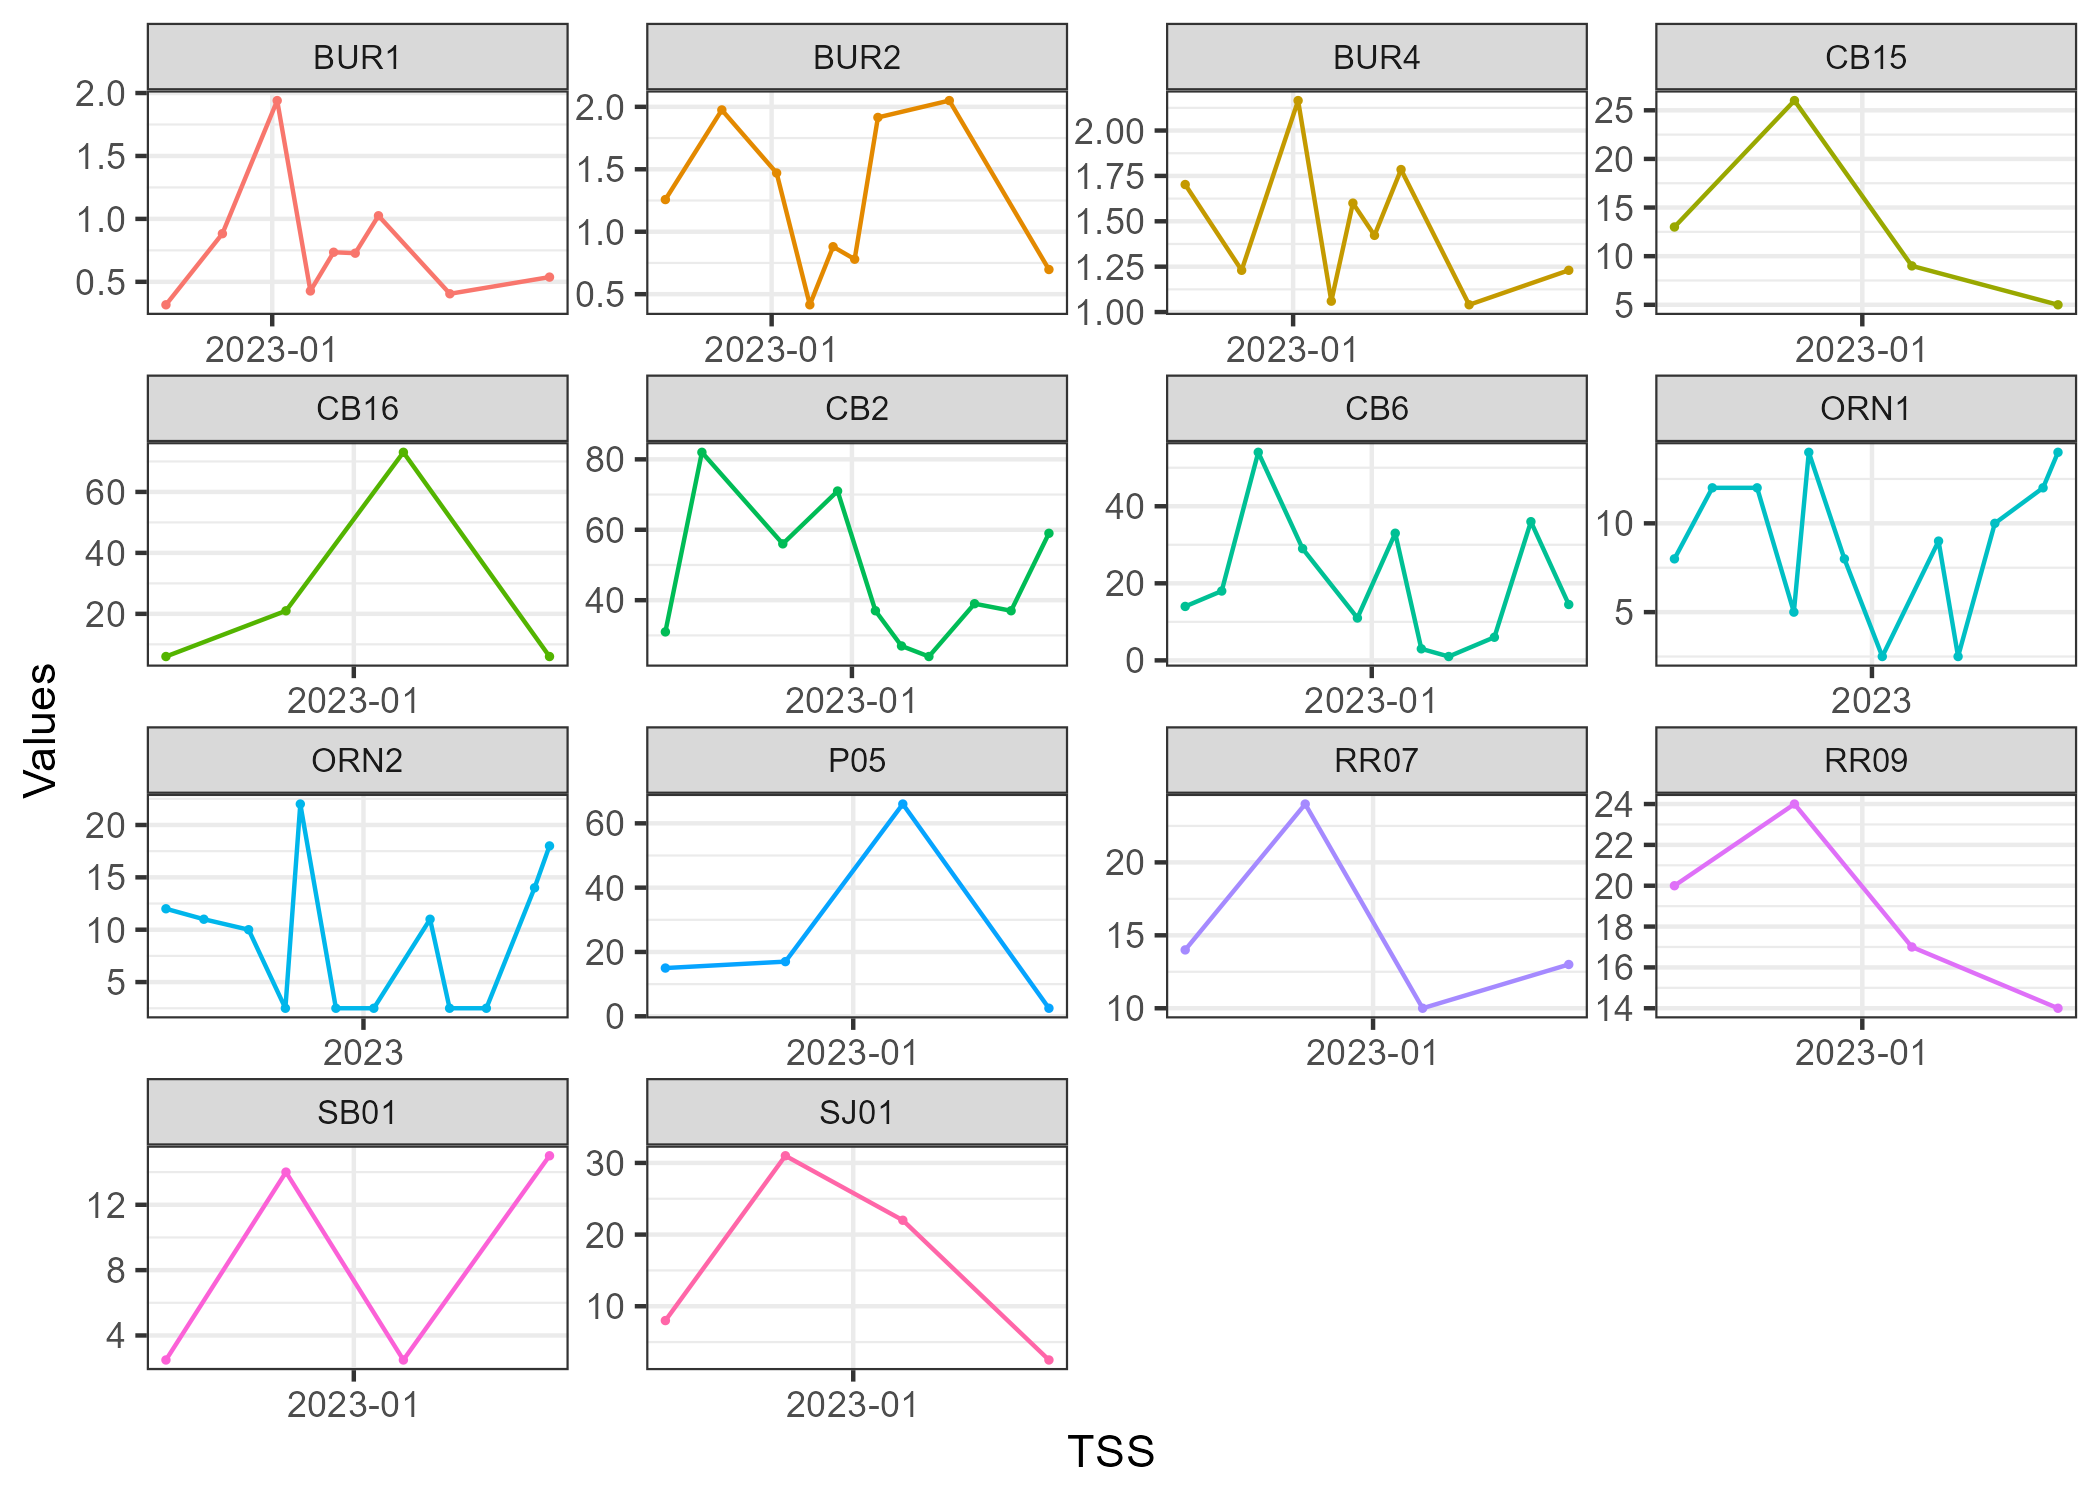 BUR1 BUR2 BUR4 CB15
2.0 1.5 1.0 0.5
2.0 1.5 1.0 0.5
2.00 1.75 1.50 1.25 1.00
25 20 15 10 5
2023-01 2023-01 2023-01 2023-01
CB16 CB2 CB6 ORN1
60 40 20
80 60 40
40 20 0
10 5
2023-01 2023-01 2023-01 2023
Values
ORN2 P05 RR07 RR09
20 15 10 5
60 40 20 0
20 15 10
24 22 20 18 16 14
2023 2023-01 2023-01 2023-01
SB01 SJ01
12 8 4
30 20 10
2023-01 2023-01
TSS